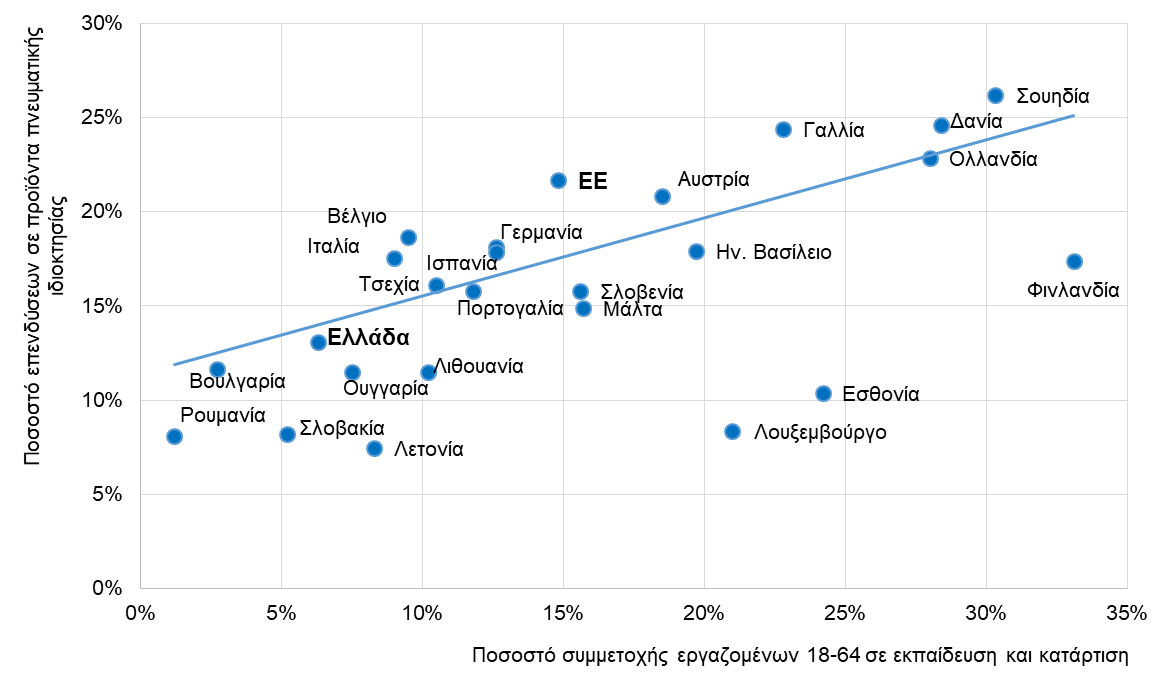 Ποσοστό επενδύσεων σε προϊόντα πνευματικής
ιδιοκτησίας
30%
25%
20%
15%
10%
5%
0%
Σουηδία
Δανία
Γαλλία
Ολλανδία
Αυστρία
ΕΕ
Βέλγιο
Γερμανία
Ιταλία
Ην. Βασίλειο
Ισπανία
Τσεχία
Φινλανδία
Σλοβενία
Πορτογαλία
Μάλτα
Ελλάδα
Λιθουανία
Βουλγαρία
Ουγγαρία
Εσθονία
Ρουμανία
Σλοβακία
Λουξεμβούργο
Λετονία
0% 5% 10% 15% 20% 25% 30% 35%
Ποσοστό συμμετοχής εργαζομένων 18-64 σε εκπαίδευση και κατάρτιση